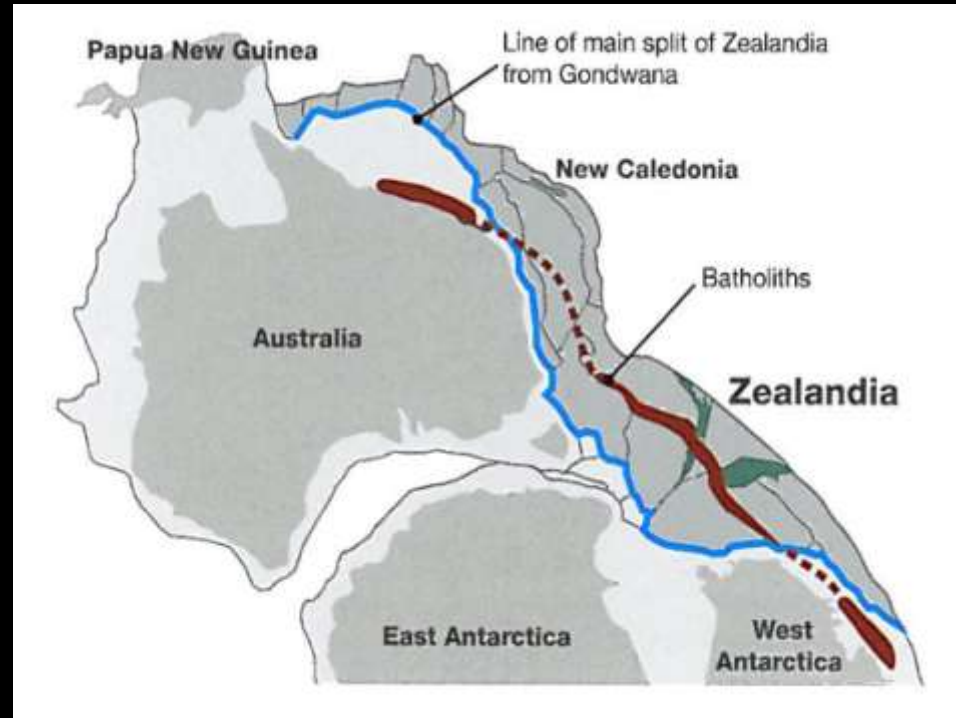 Papua New Guinea
Line of main split of Zealandia
from Gondwana
New Caledonia
Batholiths
Australia
Zealandia
East Antarctica
West
Antarctica